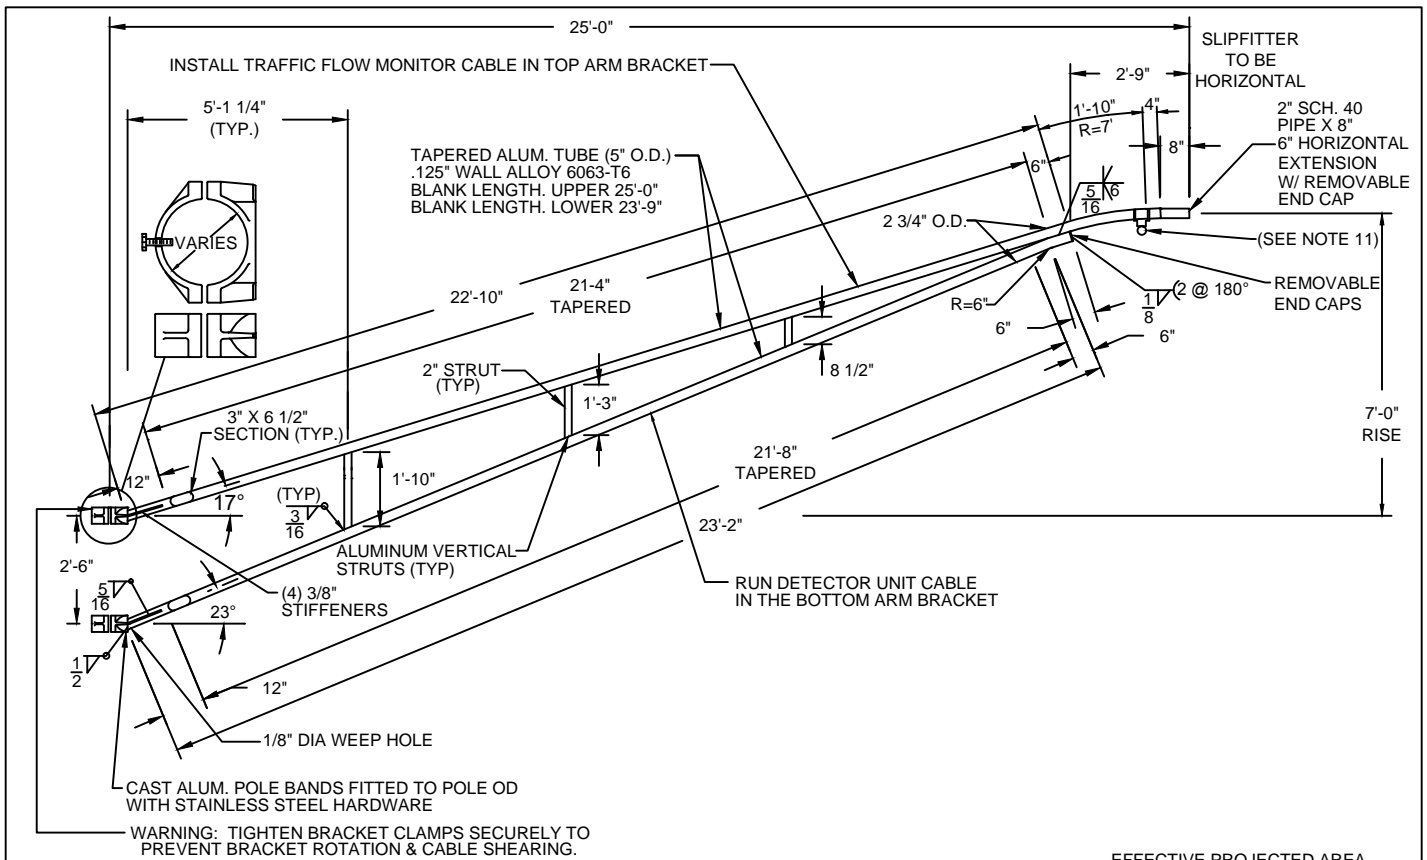 25'-0"
SLIPFITTER
TO BE
HORIZONTAL
INSTALL TRAFFIC FLOW MONITOR CABLE IN TOP ARM BRACKET
2'-9"
5'-1 1/4"
(TYP.)
1'-10"
R=7'
4"
2" SCH. 40
PIPE X 8"
6" HORIZONTAL
EXTENSION
W/ REMOVABLE
END CAP
8"
TAPERED ALUM. TUBE (5" O.D.)
.125" WALL ALLOY 6063-T6
BLANK LENGTH. UPPER 25'-0"
BLANK LENGTH. LOWER 23'-9"
6"
5
16
6
2 3/4" O.D.
VARIES
(SEE NOTE 11)
22'-10"
21'-4"
TAPERED
REMOVABLE
END CAPS
2 @ 180°
1
8
R=6"
6"
6"
8 1/2"
2" STRUT
(TYP)
1'-3"
7'-0"
RISE
3" X 6 1/2"
SECTION (TYP.)
21'-8"
TAPERED
12"
1'-10"
17°
(TYP)
3
16
23'-2"
ALUMINUM VERTICAL
STRUTS (TYP)
2'-6"
5
16
(4) 3/8"
STIFFENERS
RUN DETECTOR UNIT CABLE
IN THE BOTTOM ARM BRACKET
23°
1
2
12"
1/8" DIA WEEP HOLE
CAST ALUM. POLE BANDS FITTED TO POLE OD
WITH STAINLESS STEEL HARDWARE
WARNING: TIGHTEN BRACKET CLAMPS SECURELY TO
PREVENT BRACKET ROTATION & CABLE SHEARING.
EFFECTIVE PROJECTED AREA